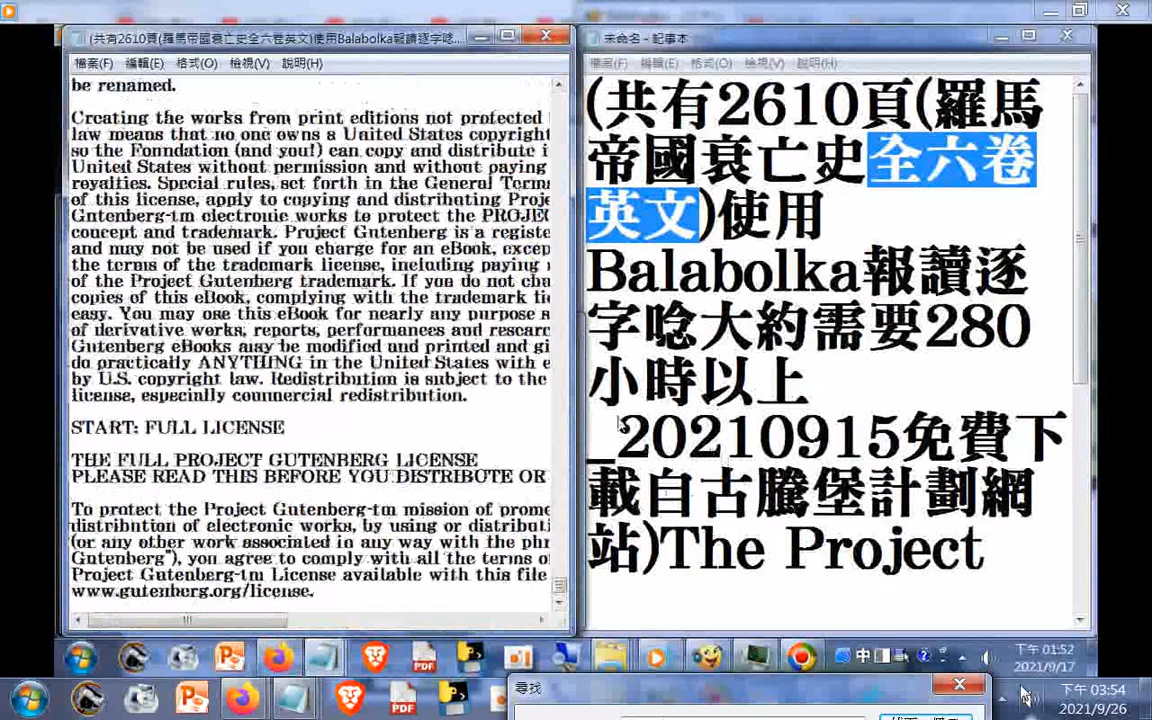 (共有2610頁(羅馬帝國衰亡史全六卷英文)使用Balabolka報讀逐字唸...
檔案(F) 編輯(E) 格式(O) 檢視(V) 說明(H)
be renamed.
Creating the works from print editions not protected
law means that no one owns a United States copyright
so the Foundation (and you!) can copy and distribute i
United States without permission and without paying
royalties. Special rules, set forth in the General Terms
of this license, apply to copying and distributing Proje
Gutenberg-tm electronic works to protect the PROJEC
concept and trademark. Project Gutenberg is a registe
and may not be used if you charge for an eBook, excep
the terms of the trademark license, including paying
of the Project Gutenberg trademark. If you do not cha
copies of this eBook, complying with the trademark lic
easy. You may use this eBook for nearly any purpose s
of derivative works, reports, performances and researc
Gutenberg eBooks may be modified and printed and gi
do practically ANYTHING in the United States with e
by U.S. copyright law. Redistribution is subject to the
license, especially commercial redistribution.
START: FULL LICENSE
THE FULL PROJECT GUTENBERG LICENSE
PLEASE READ THIS BEFORE YOU DISTRIBUTE OR
To protect the Project Gutenberg-tm mission of promo
distribution of electronic works, by using or distributi
(or any other work associated in any way with the phr
Gutenberg"), you agree to comply with all the terms o
Project Gutenberg-tm License available with this file
www.gutenberg.org/license.
未命名 - 記事本
檔案(F) 編輯(E) 格式(O) 檢視(V) 說明(H)
(共有2610頁(羅馬
帝國衰亡史全六卷
英文)使用
Balabolka報讀逐
字唸大約需要280
小時以上
_20210915免費下
載自古騰堡計劃網
站)The Project
中
下午 01:52
2021/9/17
尋找
下午 03:54
2021/9/26